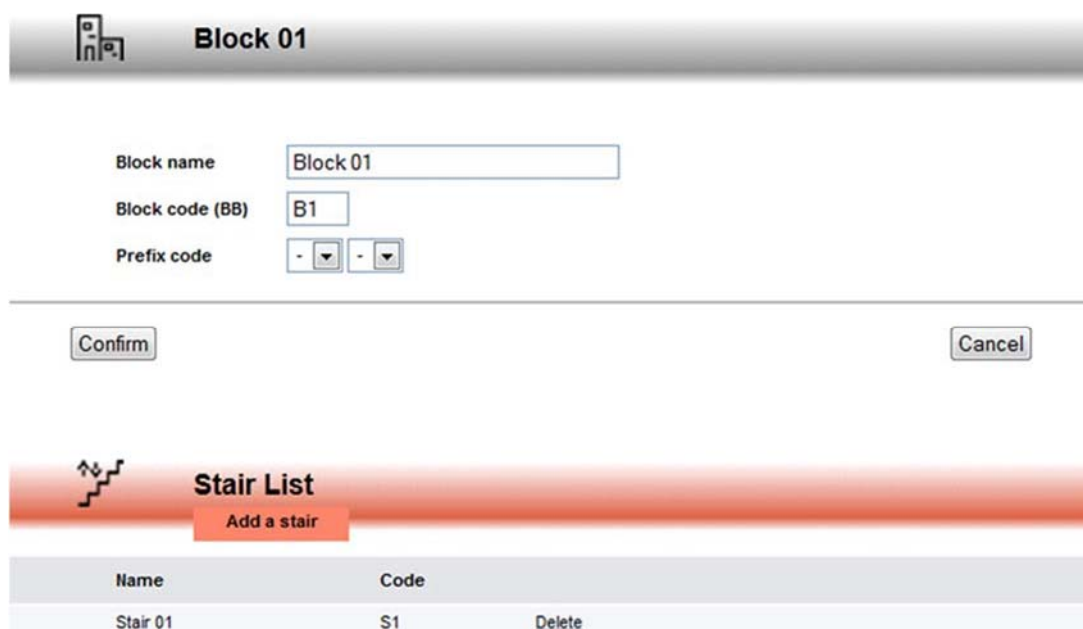 Block 01
Block name Block 01
Block code (BB) B1
Prefix code - -
Confirm Cancel
Stair List
Add a stair
Name Code
Stair 01 S1 Delete